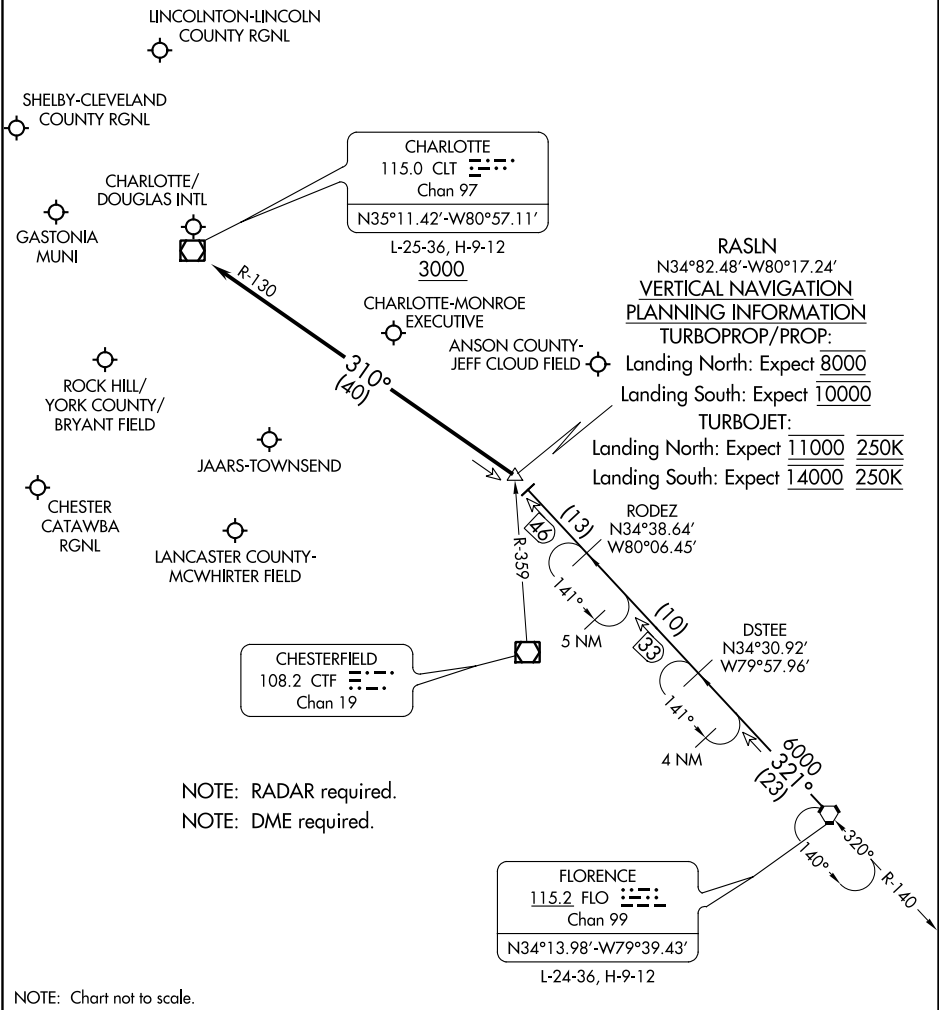 LINCOLNTON-LINCOLN
COUNTY RGNL
SHELBY-CLEVELAND
COUNTY RGNL
CHARLOTTE/
DOUGLAS INTL
GASTONIA
MUNI
CHARLOTTE
115.0 CLT
Chan 97
N35°11.42'-W80°57.11'
L-25-36, H-9-12
3000
R-130
CHARLOTTE-MONROE
EXECUTIVE
ANSON COUNTY-
JEFF CLOUD FIELD
RASLN
N34°82.48'-W80°17.24'
VERTICAL NAVIGATION
PLANNING INFORMATION
TURBOPROP/PROP:
Landing North: Expect 8000
Landing South: Expect 10000
TURBOJET:
Landing North: Expect 11000 250K
Landing South: Expect 14000 250K
310°
(40)
ROCK HILL/
YORK COUNTY/
BRYANT FIELD
JAARS-TOWNSEND
CHESTER
CATAWBA
RGNL
LANCASTER COUNTY-
MCWHIRTER FIELD
R-359
46
(13)
RODEZ
N34°38.64'
W80°06.45'
141°
5 NM
33
(10)
DSTEE
N34°30.92'
W79°57.96'
141°
4 NM
CHESTERFIELD
108.2 CTF
Chan 19
6000
321°
(23)
NOTE: RADAR required.
NOTE: DME required.
320°
140°
R-140
FLORENCE
115.2 FLO
Chan 99
N34°13.98'-W79°39.43'
L-24-36, H-9-12
NOTE: Chart not to scale.